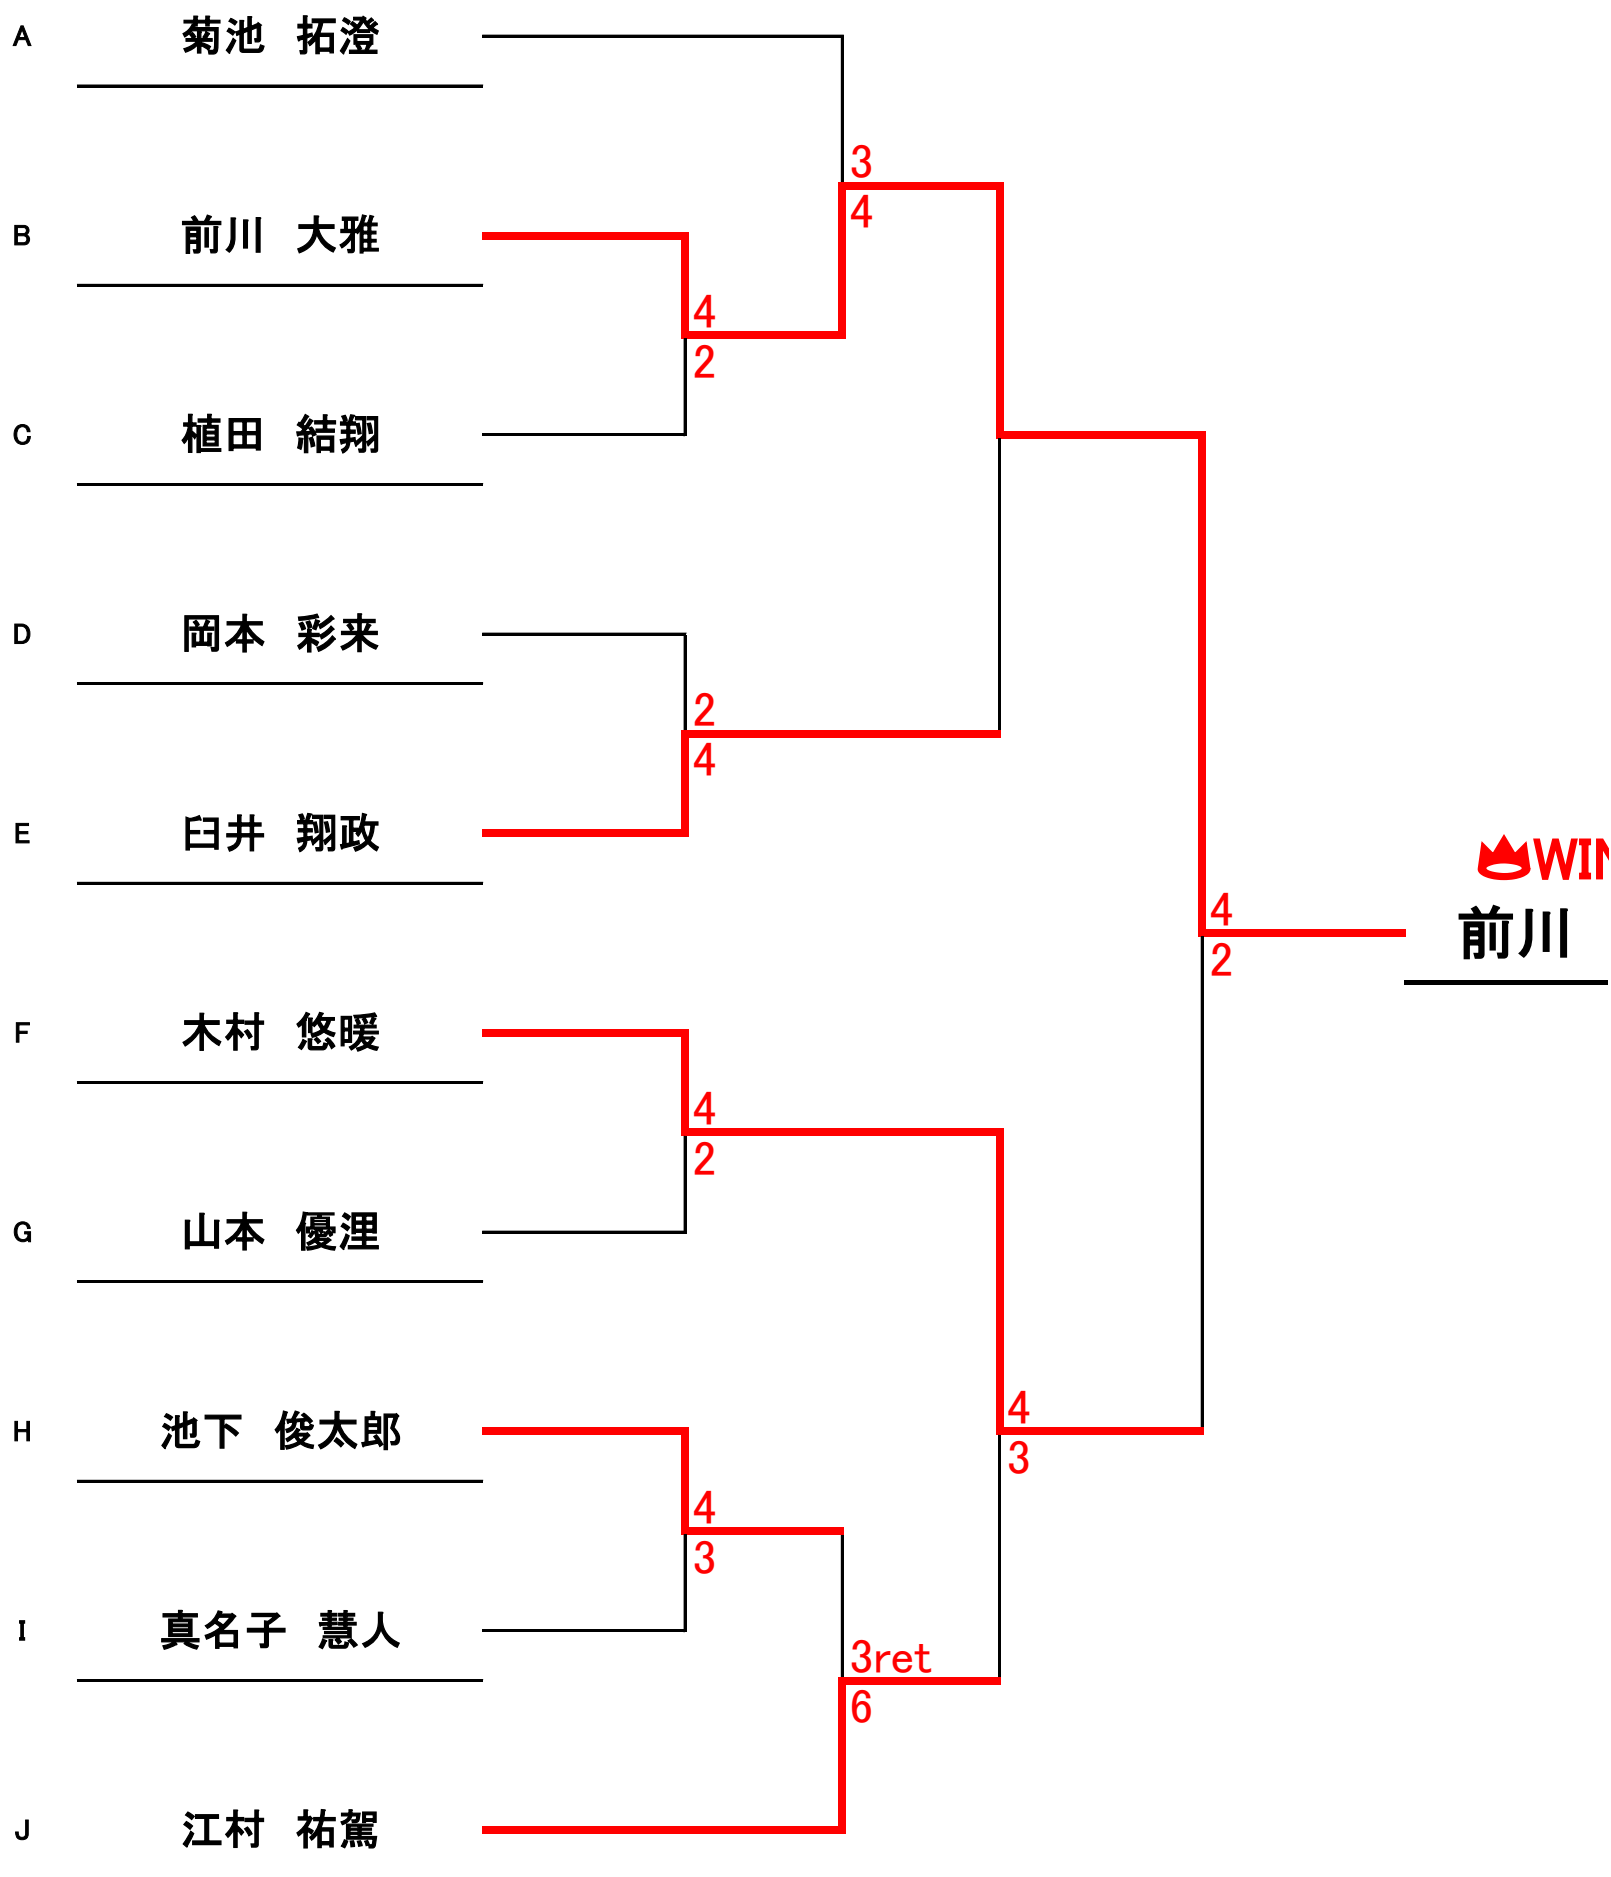 A 菊池 拓澄
3
4
B 前川 大雅
4
2
C 植田 結翔
D 岡本 彩来
2
4
E 臼井 翔政
WIN
前川
4
2
F 木村 悠暖
4
2
G 山本 優浬
H 池下 俊太郎
4
3
4
3
I 真名子 慧人
3ret
6
J 江村 祐駕